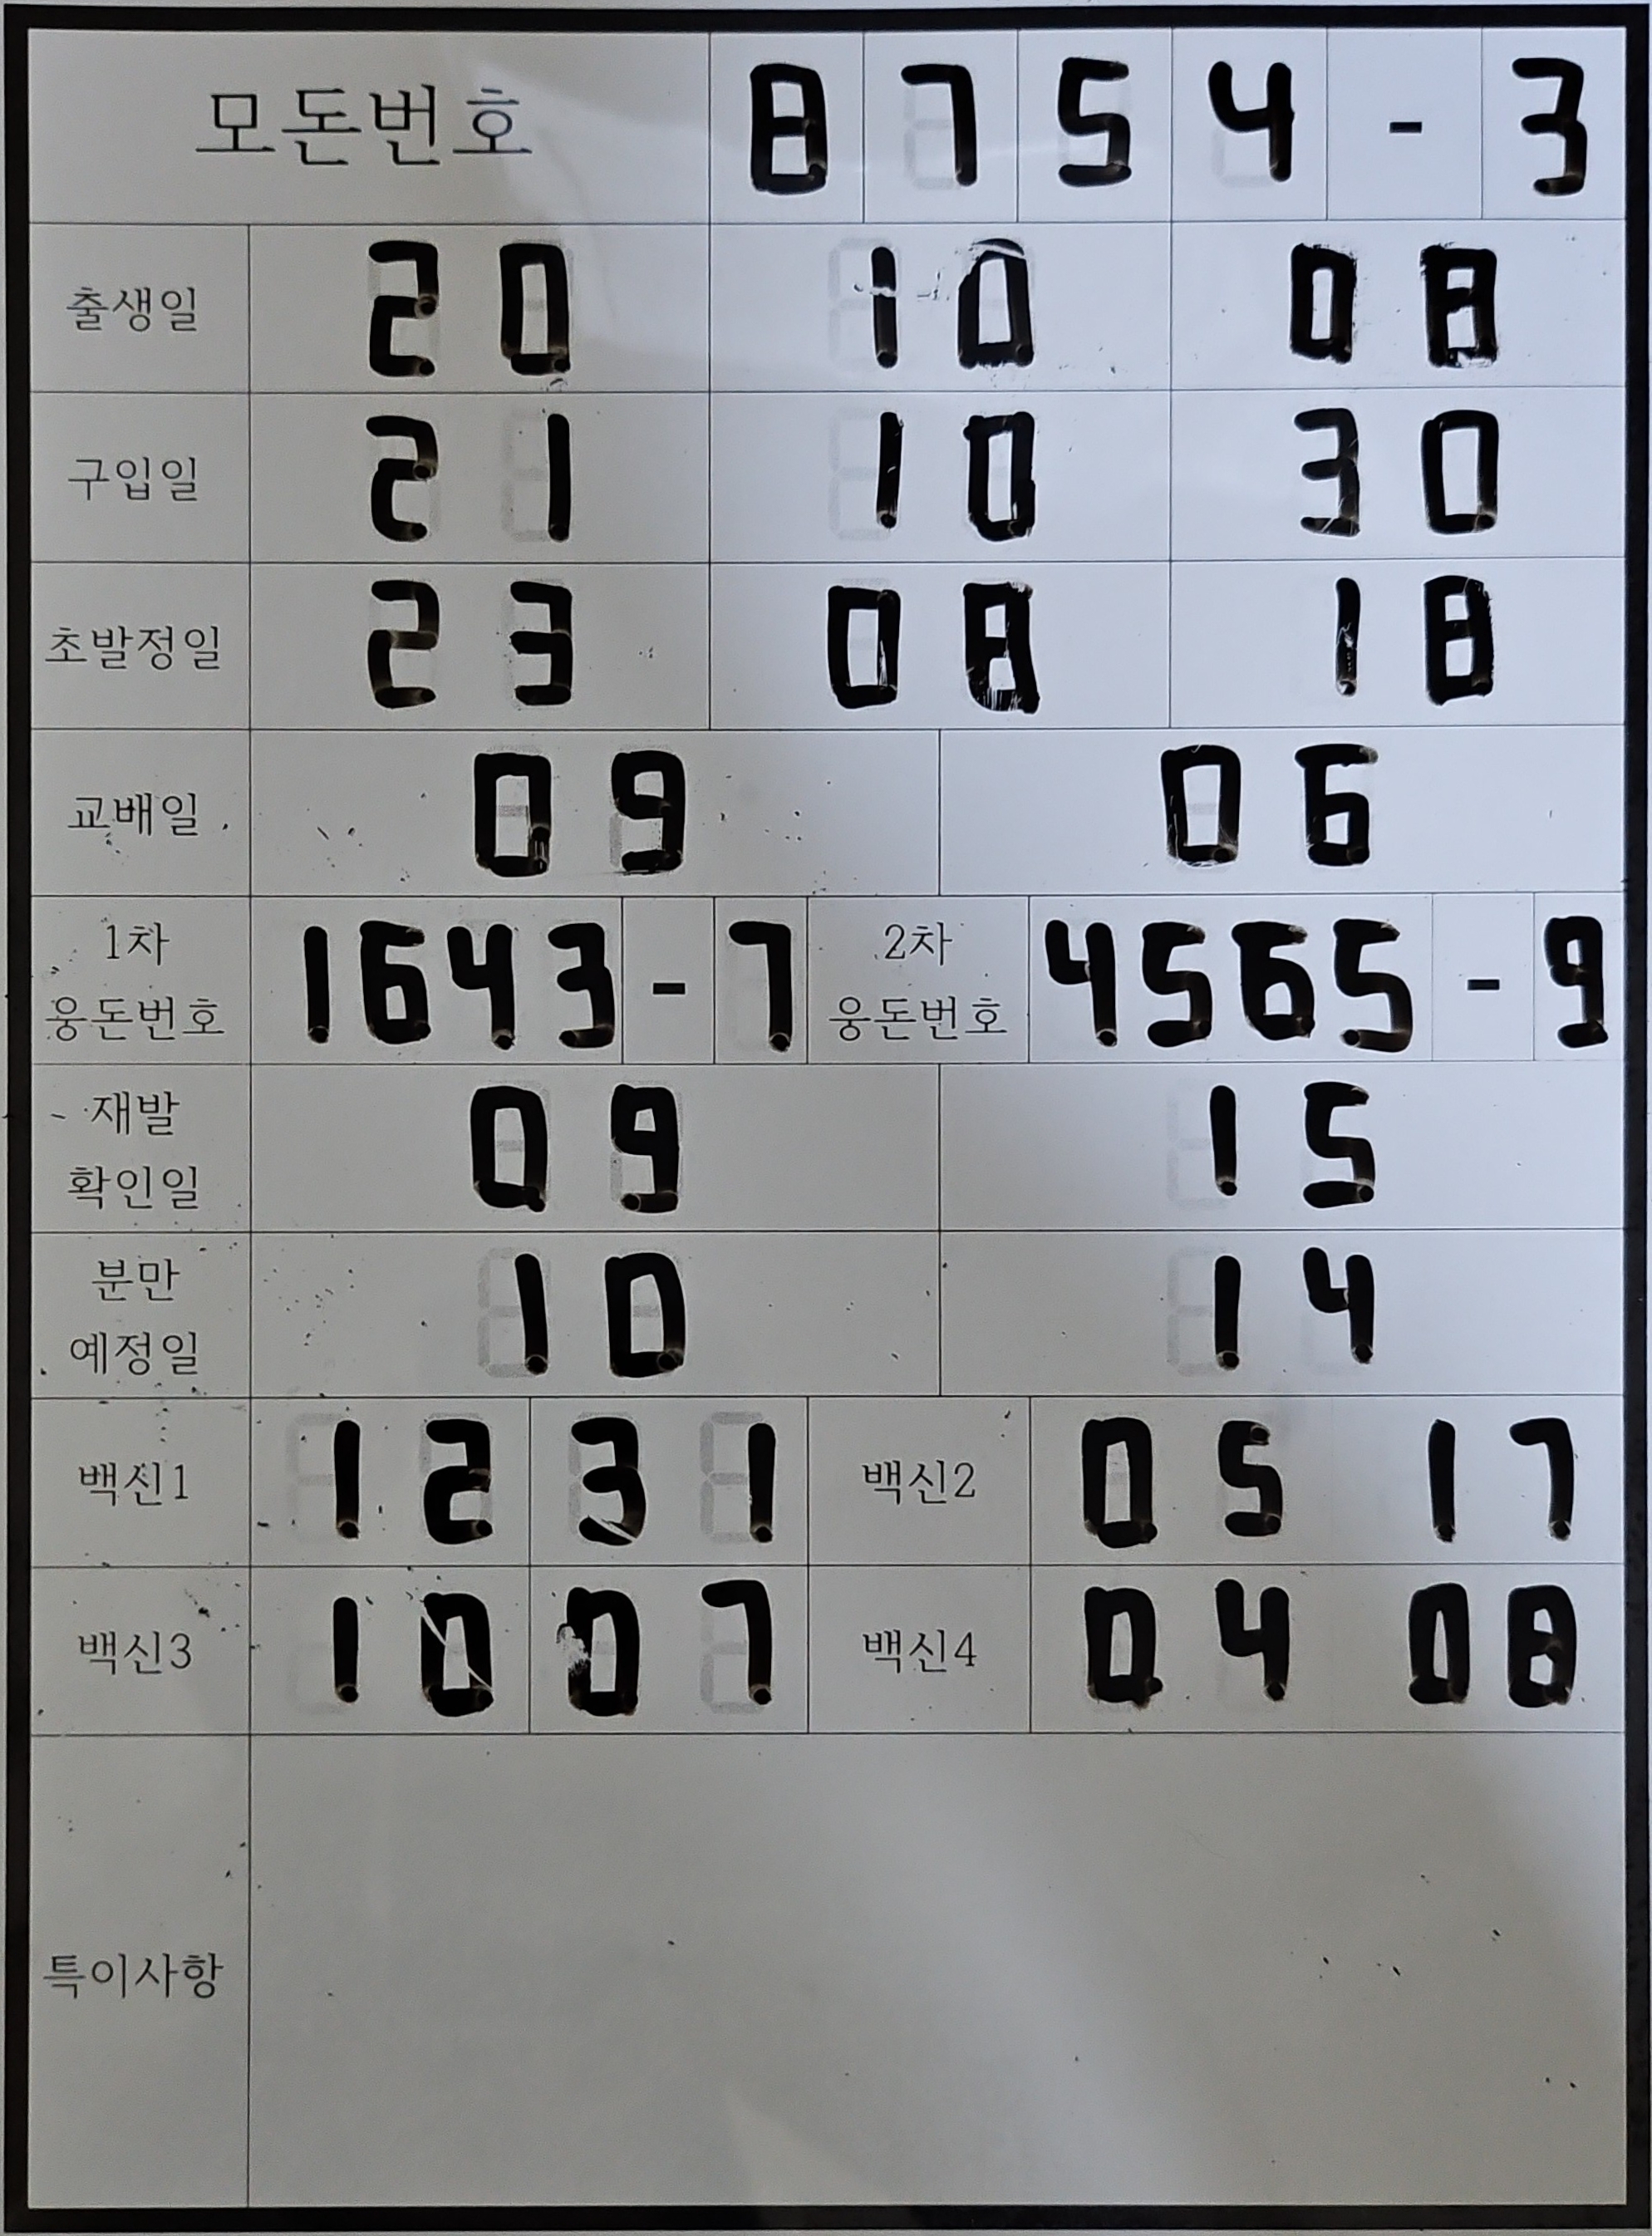 모돈번호 8 7 5 4 - 3
출생일 20 10 08
구입일 21 10 30
초발정일 23 08 18
교배일 09 06
1차 웅돈번호 1643 - 7 2차 웅돈번호 4565 - 9
재발 확인일 09 15
분만 예정일 10 14
백신1 12 31 백신2 05 17
백신3 10 07 백신4 04 08
특이사항